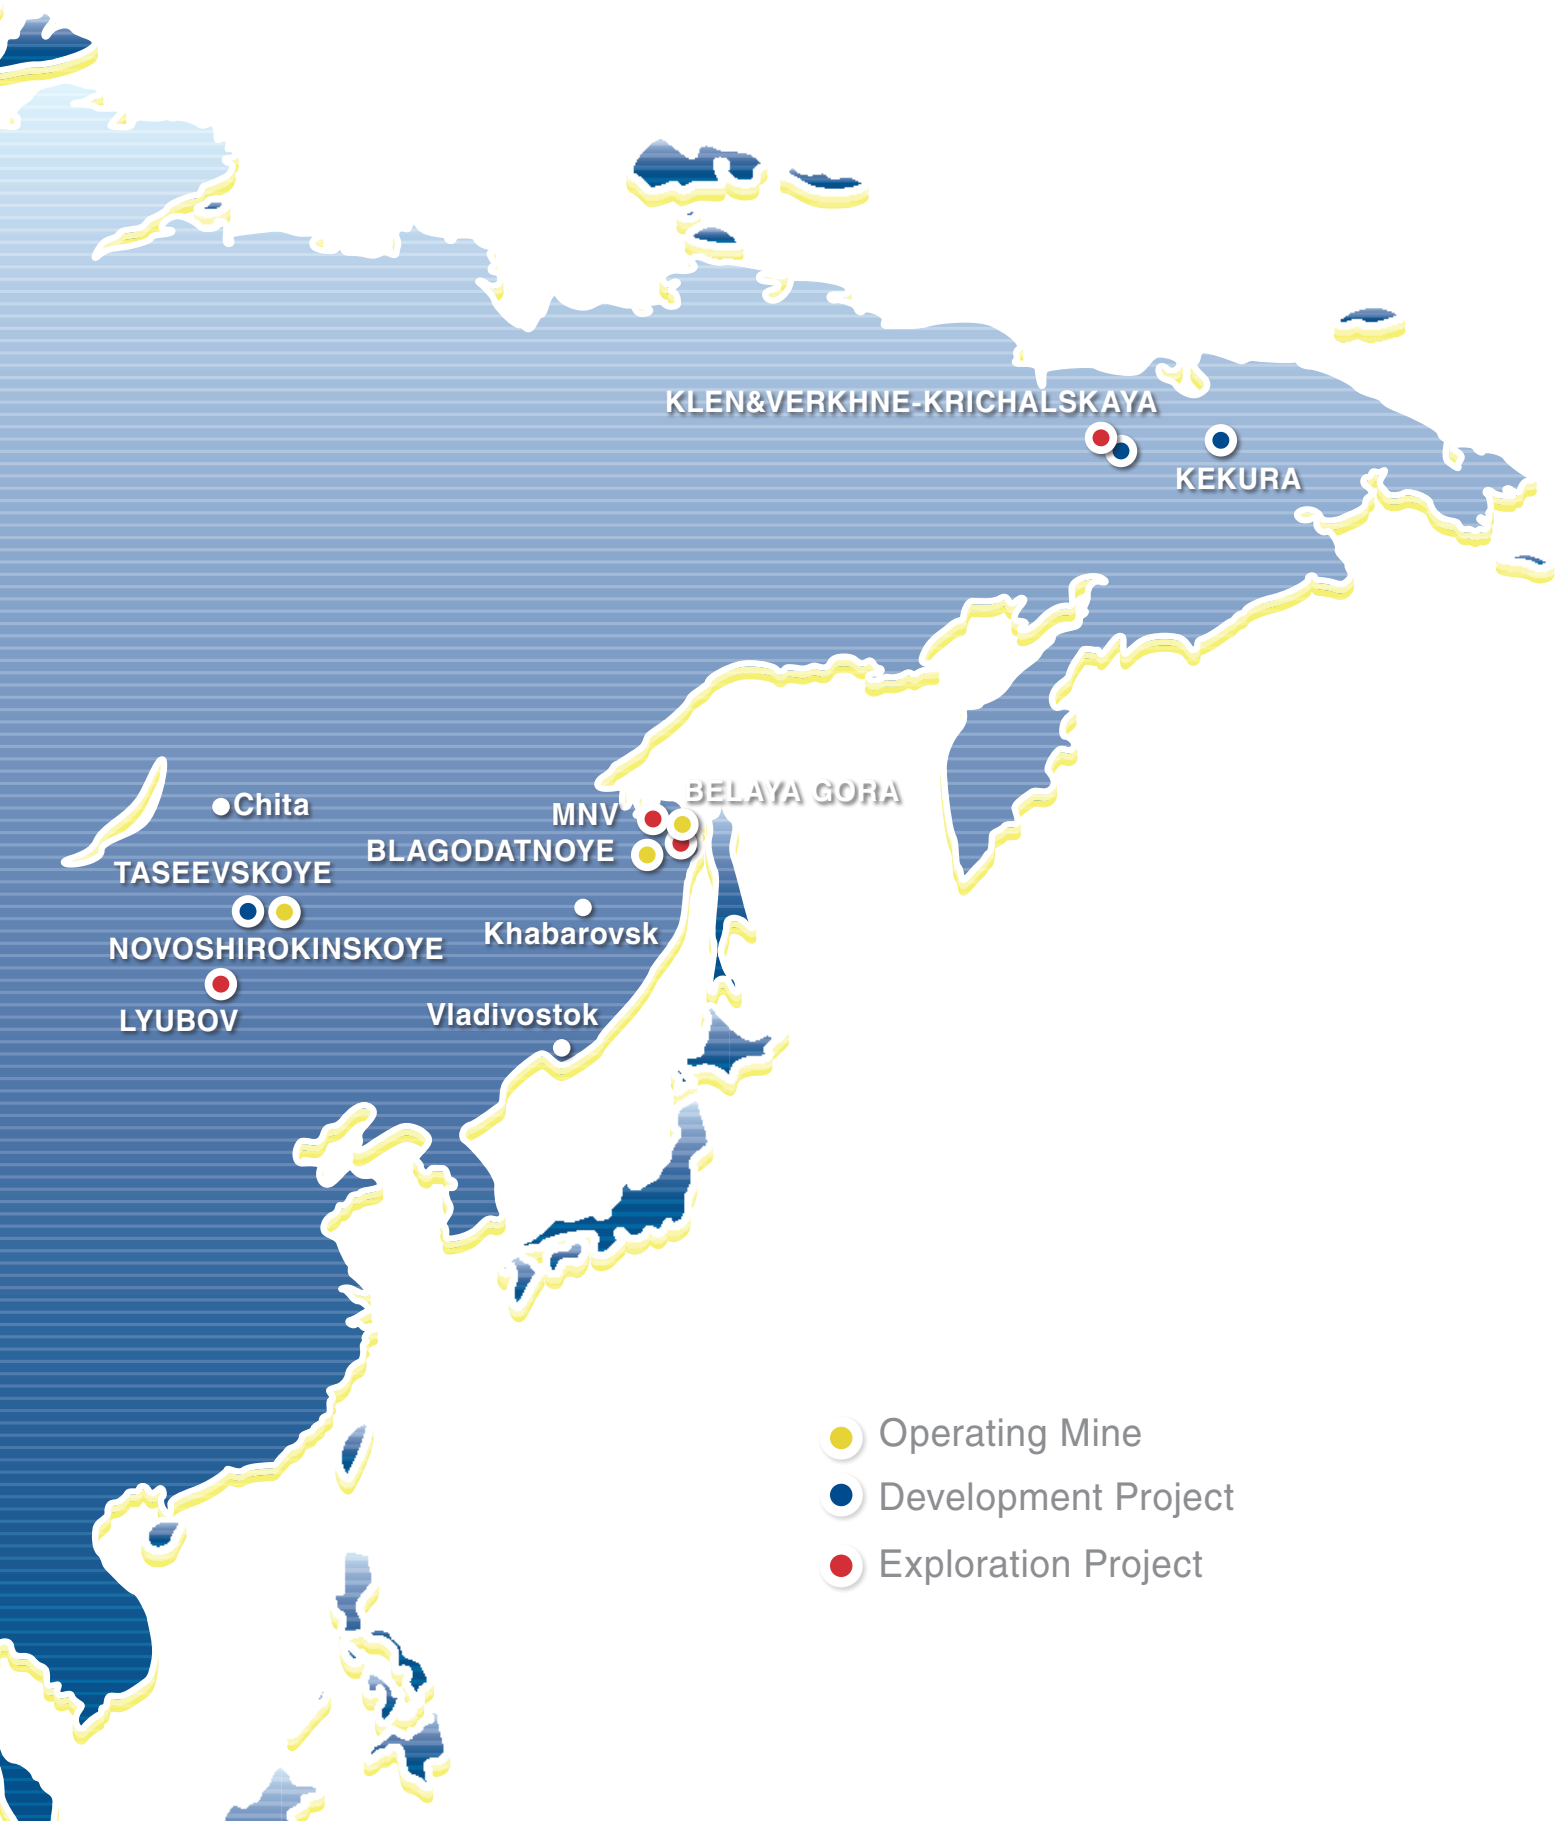 KLEN&VERKHNE-KRICHALSKAYA
KEKURA
BELAYA GORA
Chita
MNV
BLAGODATNOYE
TASEEVSKOYE
Khabarovsk
NOVOSHIROKINSKOYE
Vladivostok
LYUBOV
Operating Mine
Development Project
Exploration Project